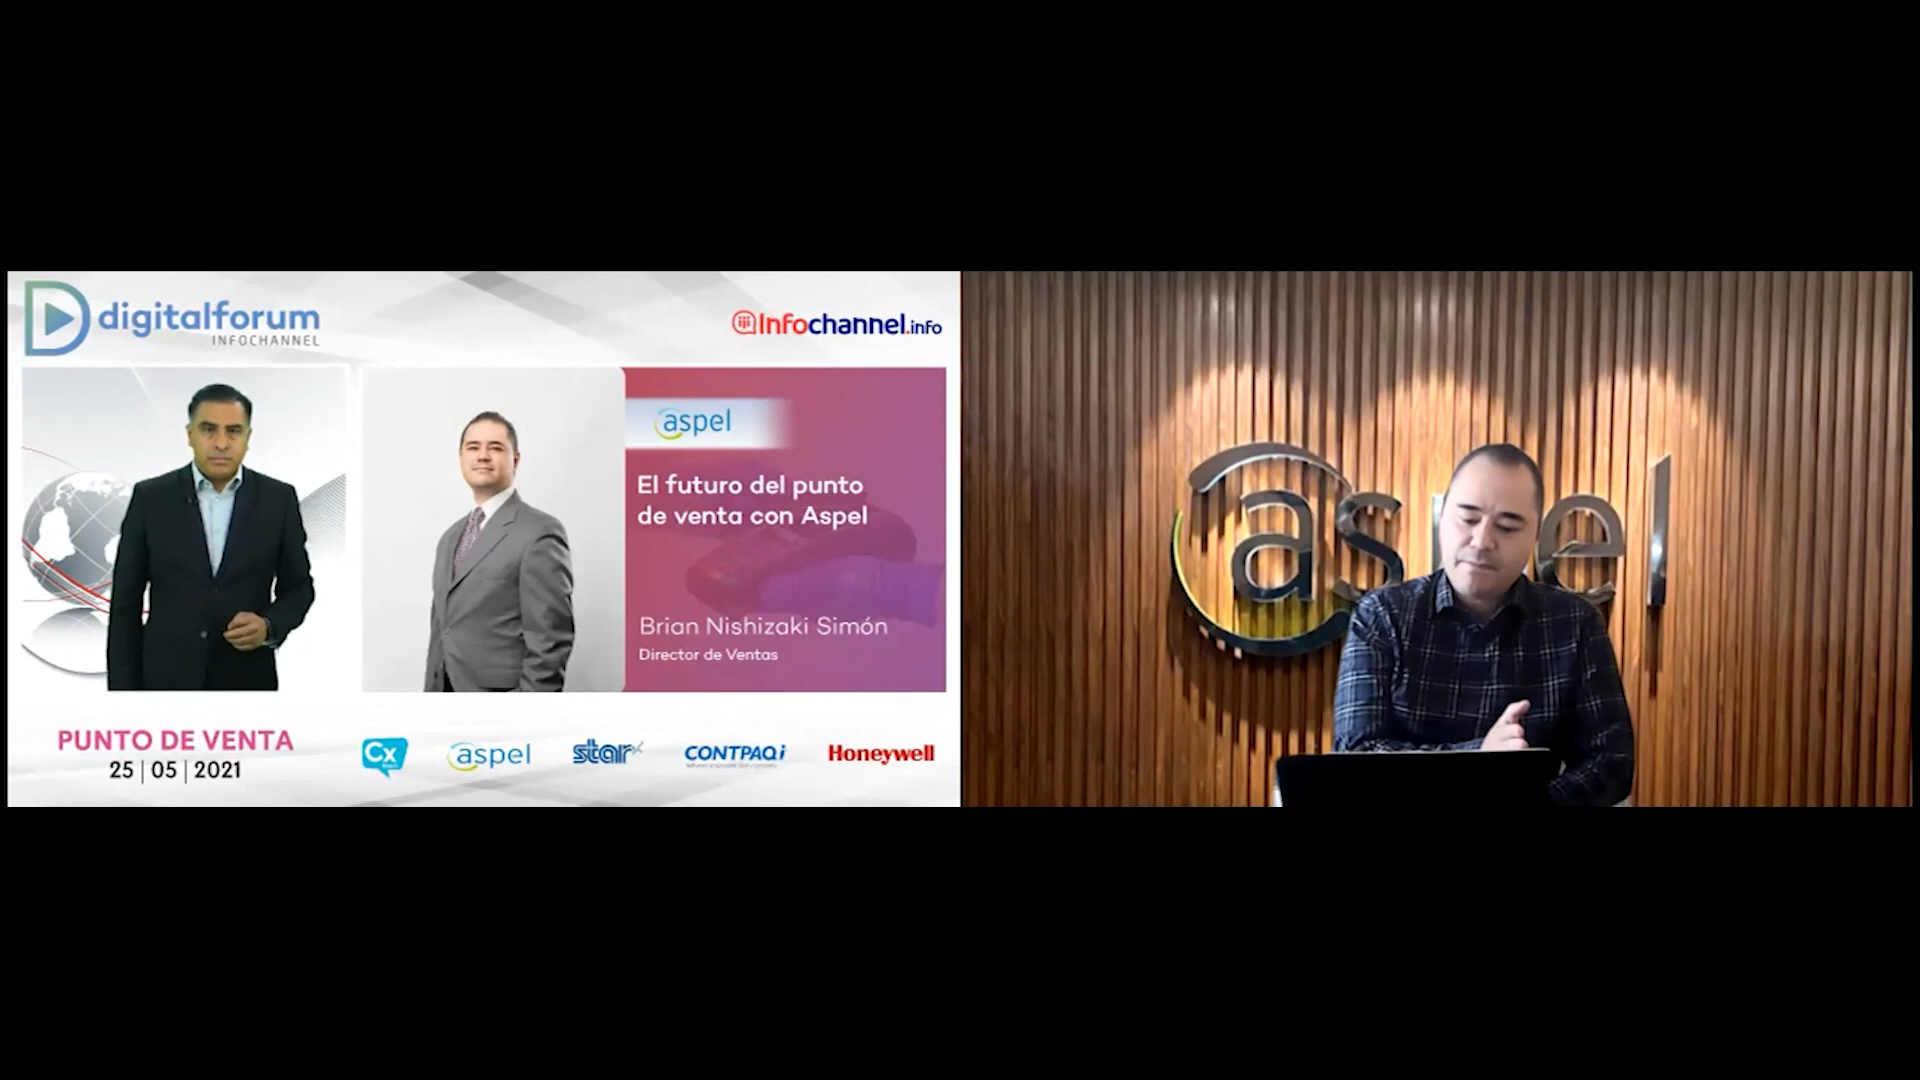 digitalforum
INFOCHANNEL
Infochannel.info
aspel
El futuro del punto
de venta con Aspel
Brian Nishizaki Simón
Director de Ventas
PUNTO DE VENTA
25 | 05 | 2021
Cx
aspel
star
CONTPAQi
Honeywell
aspel